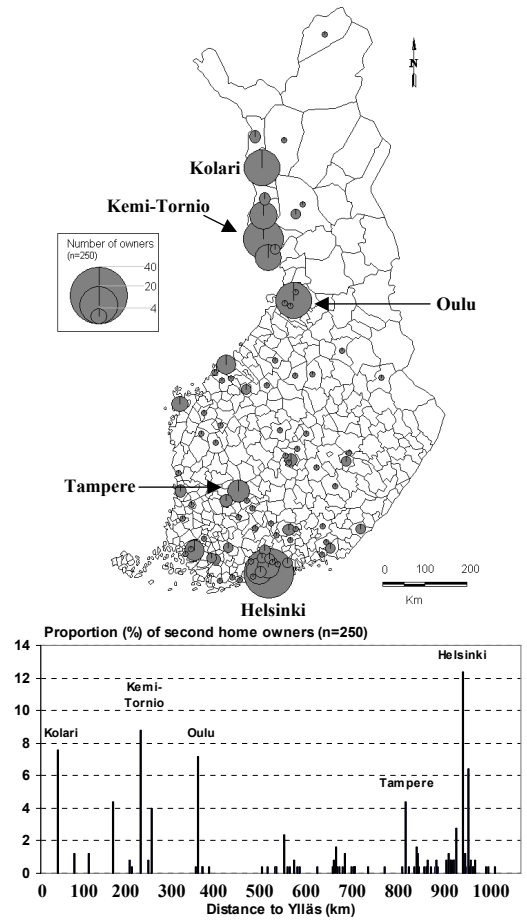 N
Kolari
Kemi-Tornio
Number of owners
(n=250)
40
20
4
Oulu
Tampere
0 100 200
Km
Helsinki
Proportion (%) of second home owners (n=250)
14
12
10
8
6
4
2
0
Kolari
Kemi-
Tornio
Oulu
Tampere
Helsinki
0 100 200 300 400 500 600 700 800 900 1000
Distance to Ylläs (km)